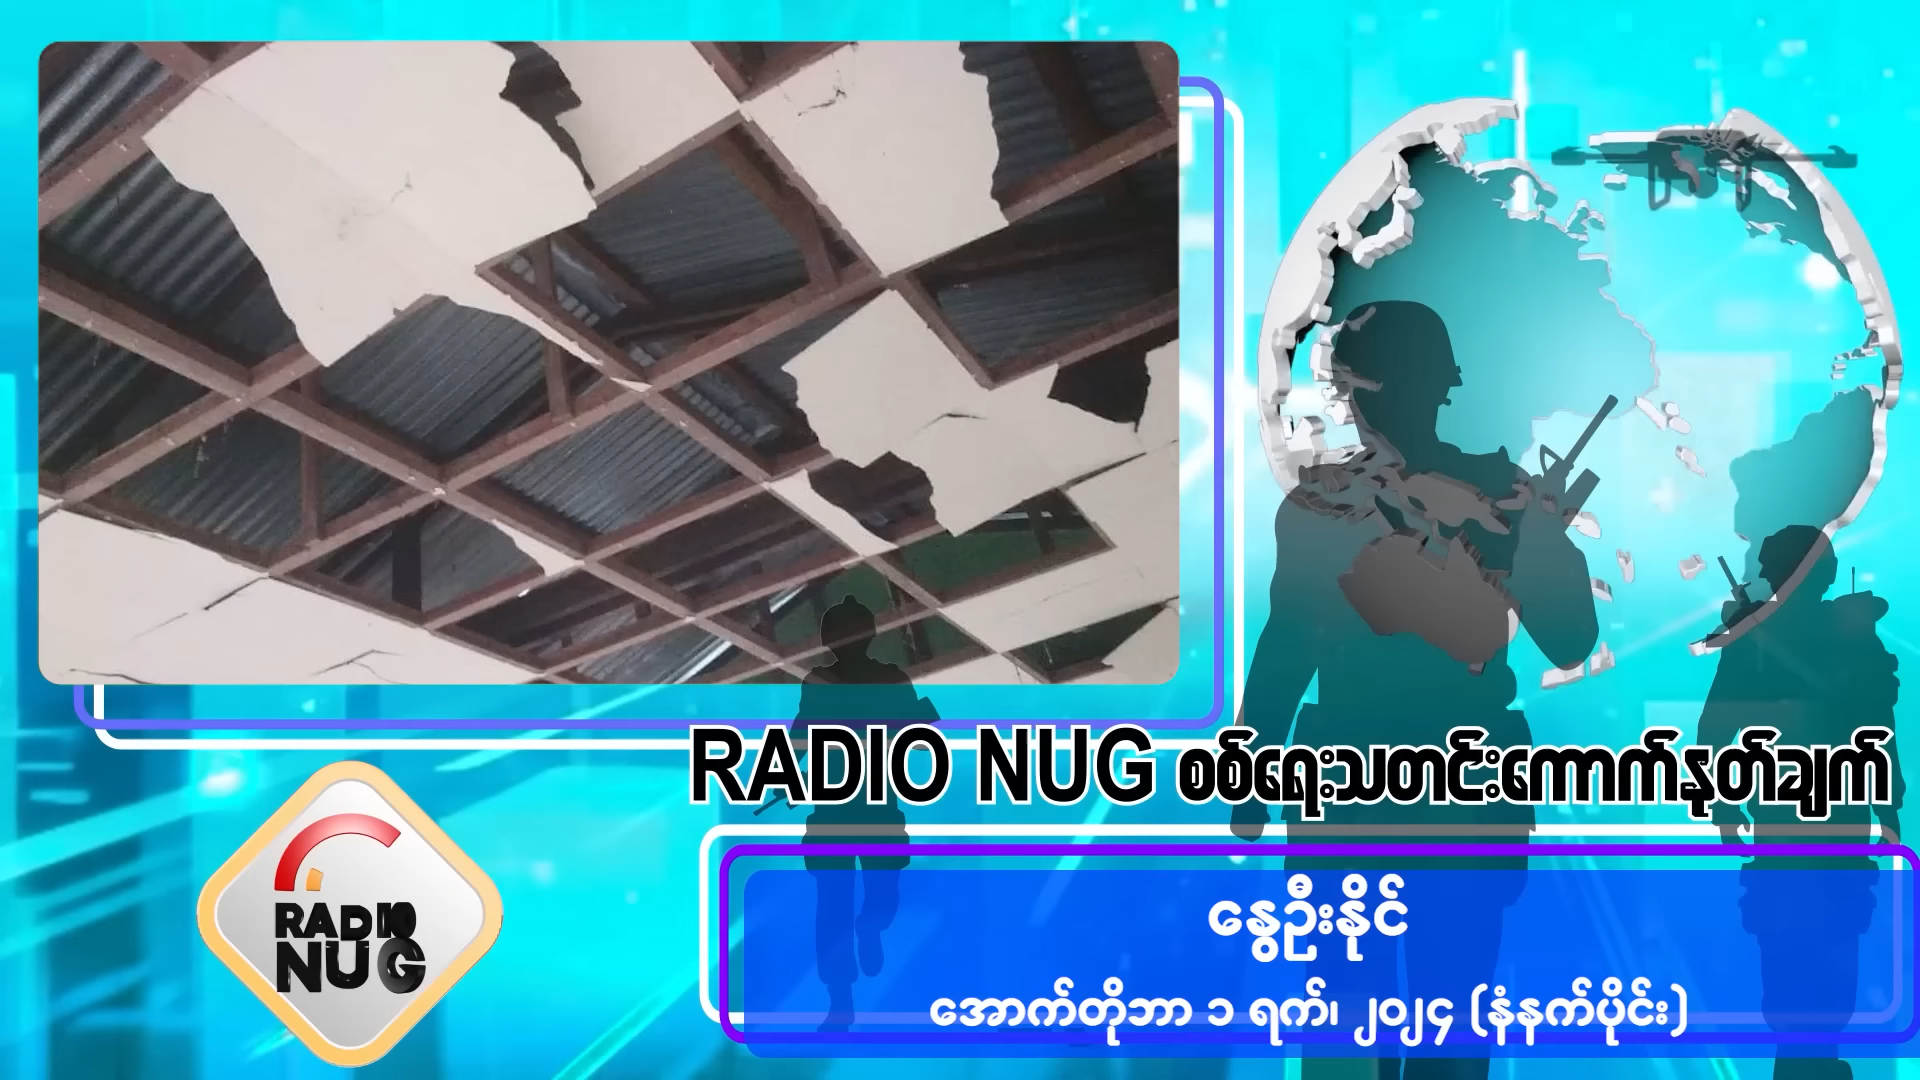 RADIO NUG စစ်ရေးသတင်းကောက်နုတ်ချက်
RADIO
NUG
နွေဦးနိုင်
အောက်တိုဘာ ၁ ရက်၊ ၂၀၂၄ (နံနက်ပိုင်း)